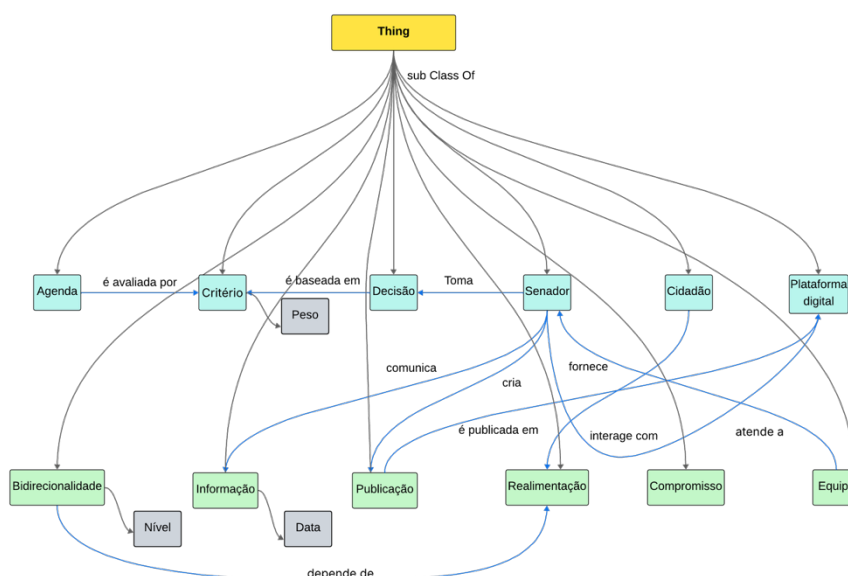 Thing
sub Class Of
Agenda
é avaliada por
Critério
é baseada em
Decisão
Toma
Senador
Cidadão
Plataforma
digital
Peso
comunica
cria
fornece
é publicada em
interage com
atende a
Bidirecionalidade
Informação
Publicação
Realimentação
Compromisso
Equip
Nível
Data
depende de